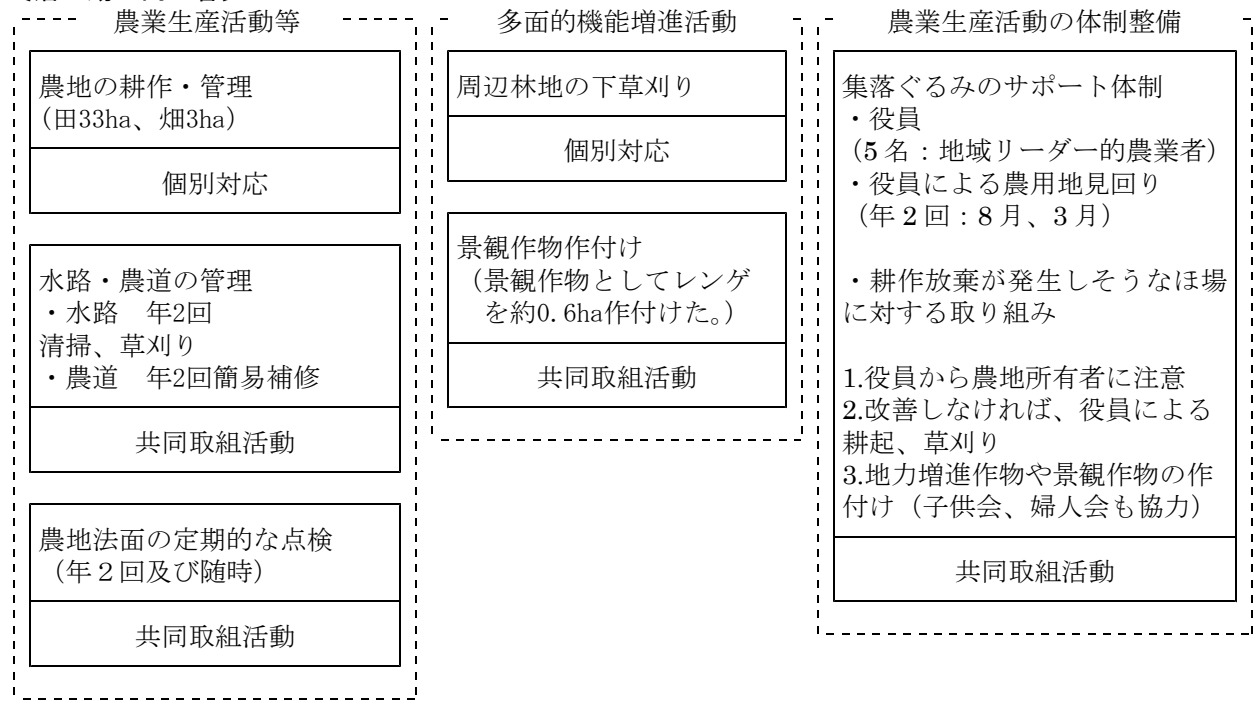 農業生産活動等
農地の耕作・管理
(田33ha、畑3ha)
個別対応
水路・農道の管理
・水路　年2回
清掃、草刈り
・農道　年2回簡易補修
共同取組活動
農地法面の定期的な点検
(年２回及び随時)
共同取組活動
多面的機能増進活動
周辺林地の下草刈り
個別対応
景観作物作付け
(景観作物としてレンゲ
を約0.6ha作付けた。)
共同取組活動
農業生産活動の体制整備
集落ぐるみのサポート体制
・役員
(5名：地域リーダー的農業者)
・役員による農用地見回り
(年2回：8月、3月)
・耕作放棄が発生しそうなほ場
に対する取り組み
1.役員から農地所有者に注意
2.改善しなければ、役員による
耕起、草刈り
3.地力増進作物や景観作物の作
付け（子供会、婦人会も協力）
共同取組活動